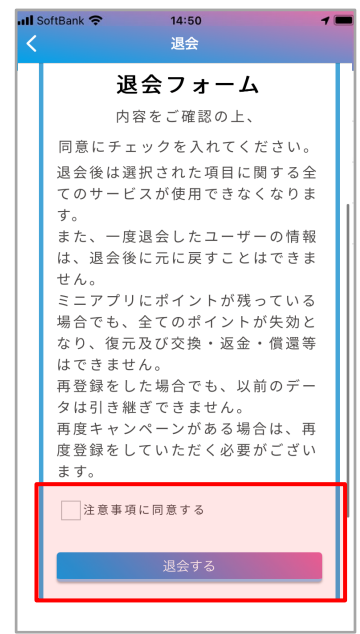 SoftBank 14:50
退会
退会フォーム
内容をご確認の上、
同意にチェックを入れてください。
退会後は選択された項目に関する全
てのサービスが使用できなくなりま
す。
また、一度退会したユーザーの情報
は、退会後に元に戻すことはできま
せん。
ミニアプリにポイントが残っている
場合でも、全てのポイントが失効と
なり、復元及び交換・返金・償還等
はできません。
再登録をした場合でも、以前のデー
タは引き継ぎできません。
再度キャンペーンがある場合は、再
度登録をしていただく必要がござい
ます。
注意事項に同意する
退会する